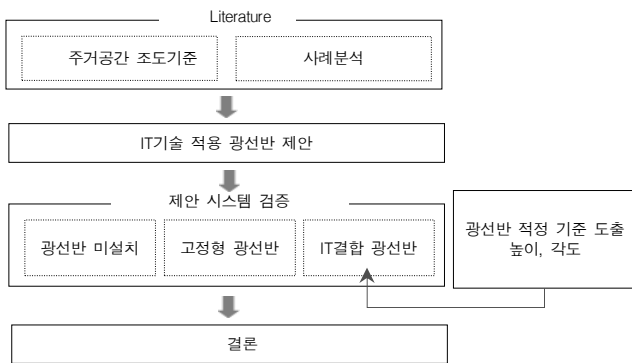 Literature
주거공간 조도기준
사례분석
IT기술 적용 광선반 제안
제안 시스템 검증
광선반 미설치
고정형 광선반
IT결합 광선반
광선반 적정 기준 도출
높이, 각도
결론